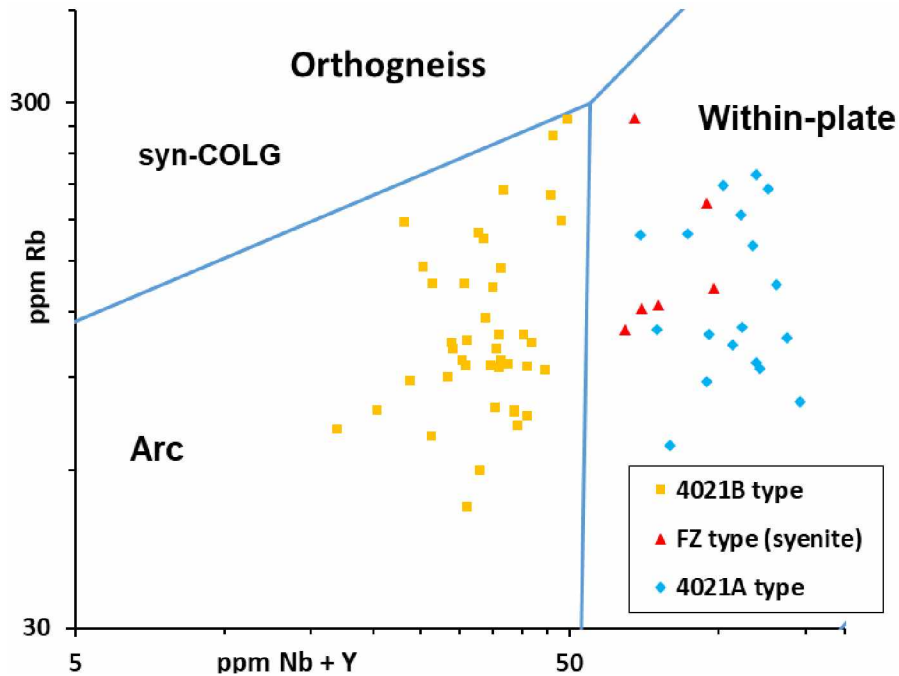 Orthogneiss
300
Within-plate
syn-COLG
ppm Rb
Arc
4021B type
FZ type (syenite)
4021A type
30
5
ppm Nb + Y
50